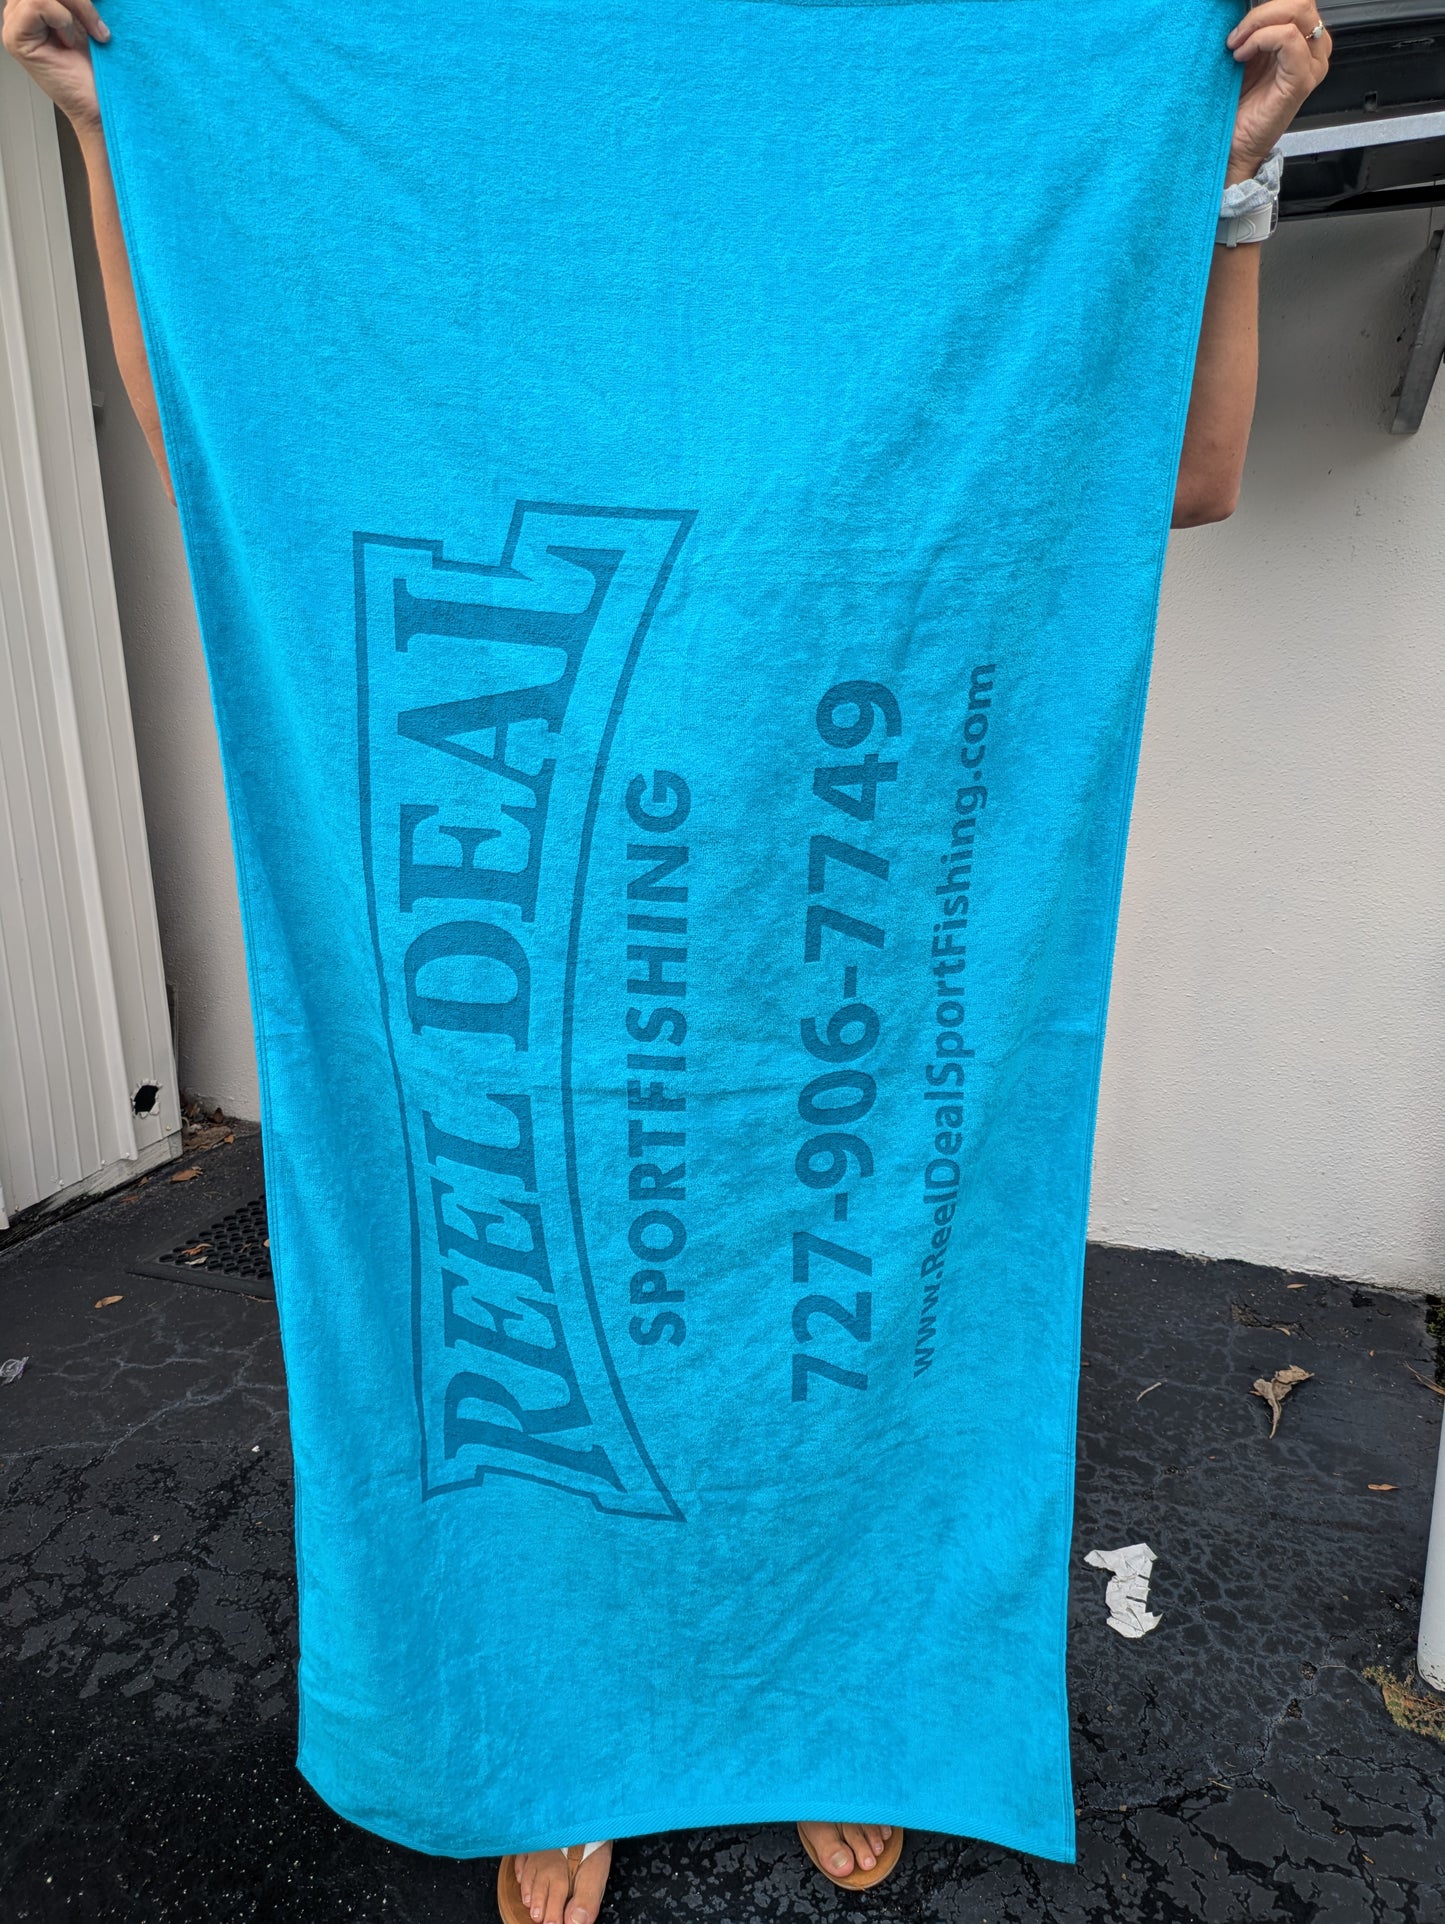 REEL DEAL
SPORTFISHING
727-906-7749
www.ReelDealSportFishing.com